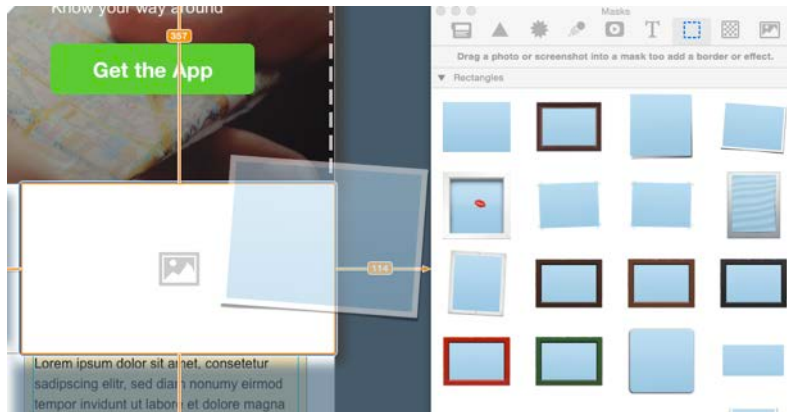 Know your way around
357
Get the App
114
Lorem ipsum dolor sit amet, consetetur
sadipscing elitr, sed diam nonumy eirmod
tempor invidunt ut labore et dolore magna
Masks
T
Drag a photo or screenshot into a mask too add a border or effect.
Rectangles